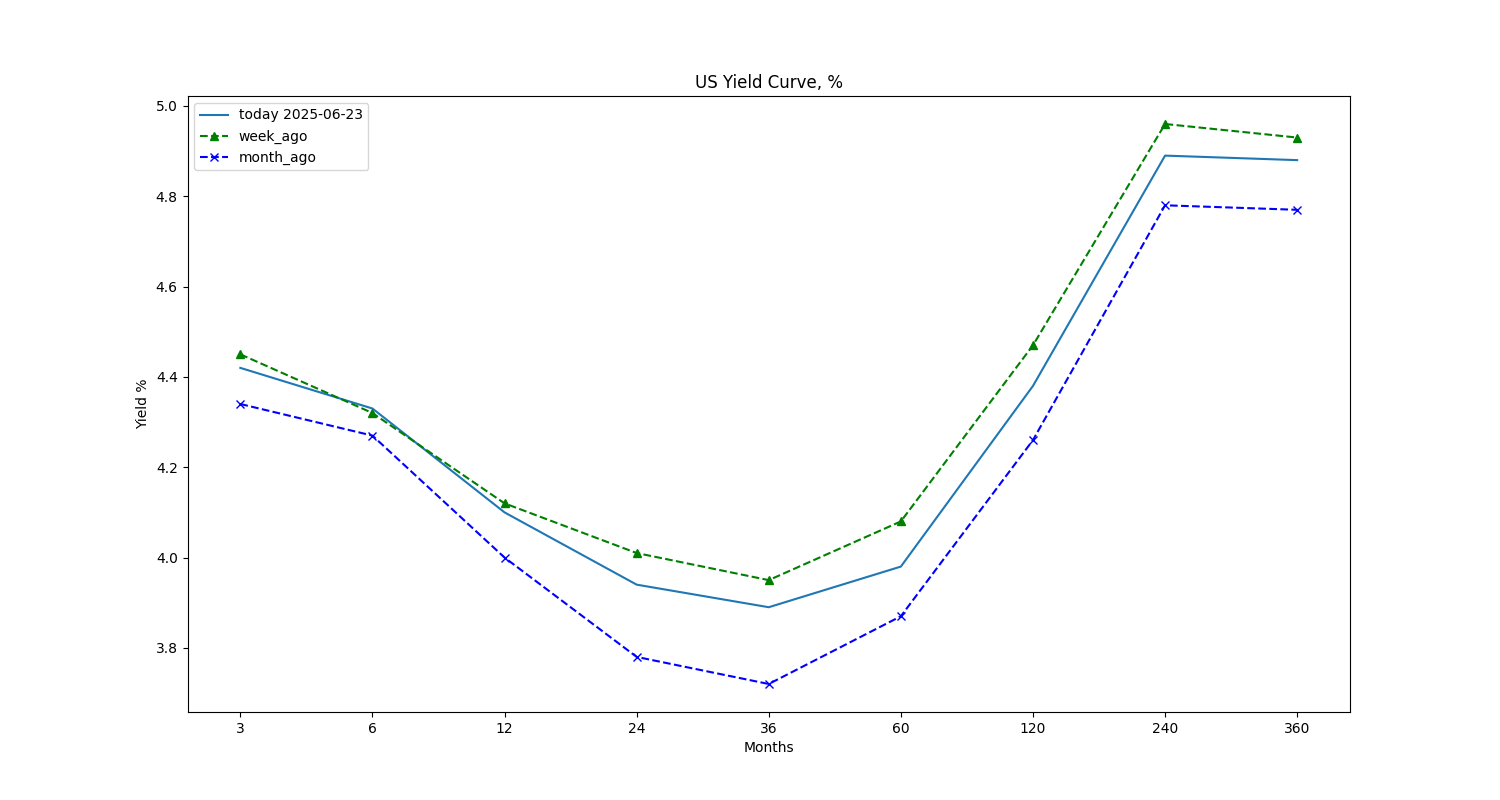 US Yield Curve, %
today 2025-06-23
week_ago
month_ago
5.0
4.8
4.6
4.4
4.2
4.0
3.8
Yield %
3 6 12 24 36 60 120 240 360
Months